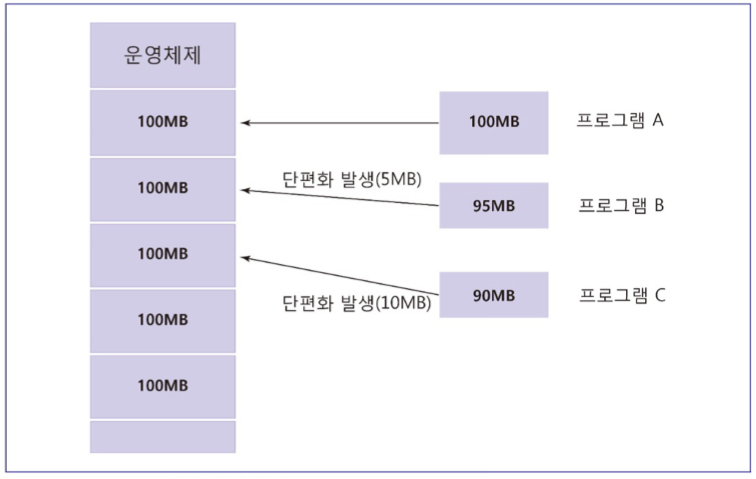 운영체제
100MB
100MB
프로그램 A
100MB
단편화 발생(5MB)
95MB
프로그램 B
100MB
단편화 발생(10MB)
90MB
프로그램 C
100MB
100MB